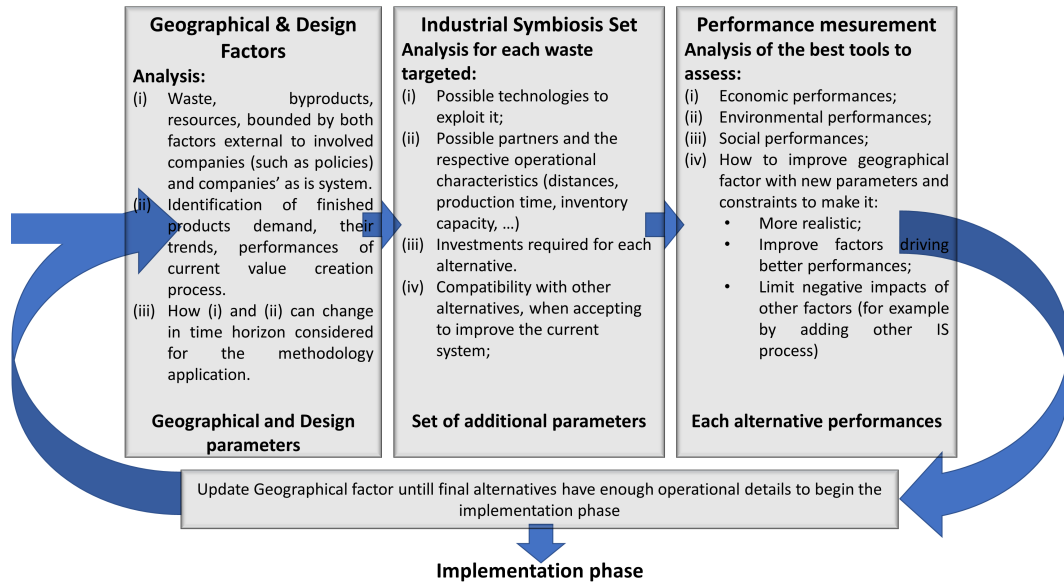 Geographical & Design
Factors
Analysis:
(i) Waste, byproducts,
resources, bounded by both
factors external to involved
companies (such as policies)
and companies' as is system.
(ii) Identification of finished
products demand, their
trends, performances of
current value creation
process.
(iii) How (i) and (ii) can change
in time horizon considered
for the methodology
application.
Geographical and Design
parameters
Industrial Symbiosis Set
Analysis for each waste
targeted:
(i) Possible technologies to
exploit it;
(ii) Possible partners and the
respective operational
characteristics (distances,
production time, inventory
capacity, ...)
(iii) Investments required for each
alternative.
(iv) Compatibility with other
alternatives, when accepting
to improve the current
system;
Set of additional parameters
Performance mesurement
Analysis of the best tools to
assess:
(i) Economic performances;
(ii) Environmental performances;
(iii) Social performances;
(iv) How to improve geographical
factor with new parameters and
constraints to make it:
• More realistic;
• Improve factors driving
better performances;
• Limit negative impacts of
other factors (for example
by adding other IS
process)
Each alternative performances
Update Geographical factor untill final alternatives have enough operational details to begin the
implementation phase
Implementation phase